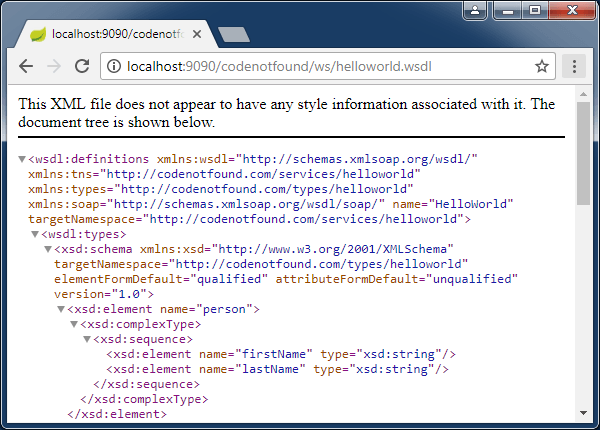 localhost:9090/codenotf
localhost:9090/codenotfound/ws/helloworld.wsdl
This XML file does not appear to have any style information associated with it. The
document tree is shown below.
<wsdl:definitions xmlns:wsdl="http://schemas.xmlsoap.org/wsdl/"
xmlns:tns="http://codenotfound.com/services/helloworld"
xmlns:types="http://codenotfound.com/types/helloworld"
xmlns:soap="http://schemas.xmlsoap.org/wsdl/soap/" name="HelloWorld"
targetNamespace="http://codenotfound.com/services/helloworld">
<wsdl:types>
<xsd:schema xmlns:xsd="http://www.w3.org/2001/XMLSchema"
targetNamespace="http://codenotfound.com/types/helloworld"
elementFormDefault="qualified" attributeFormDefault="unqualified"
version="1.0">
<xsd:element name="person">
<xsd:complexType>
<xsd:sequence>
<xsd:element name="firstName" type="xsd:string"/>
<xsd:element name="lastName" type="xsd:string"/>
</xsd:sequence>
</xsd:complexType>
</xsd:element>